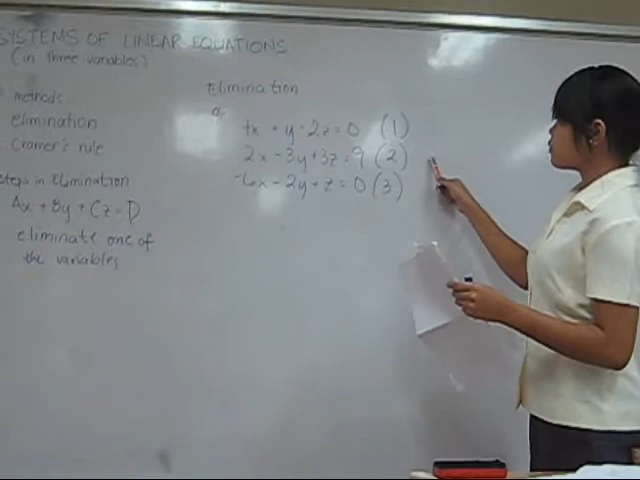 SYSTEMS OF LINEAR EQUATIONS
(in three variables)
methods
elimination
Cramer's rule
Steps in Elimination
Ax + By + Cz = D
eliminate one of
the variables
Elimination
a.
4x + y - 2z = 0 (1)
2x - 3y + 3z = 9 (2)
-6x - 2y + z = 0 (3)